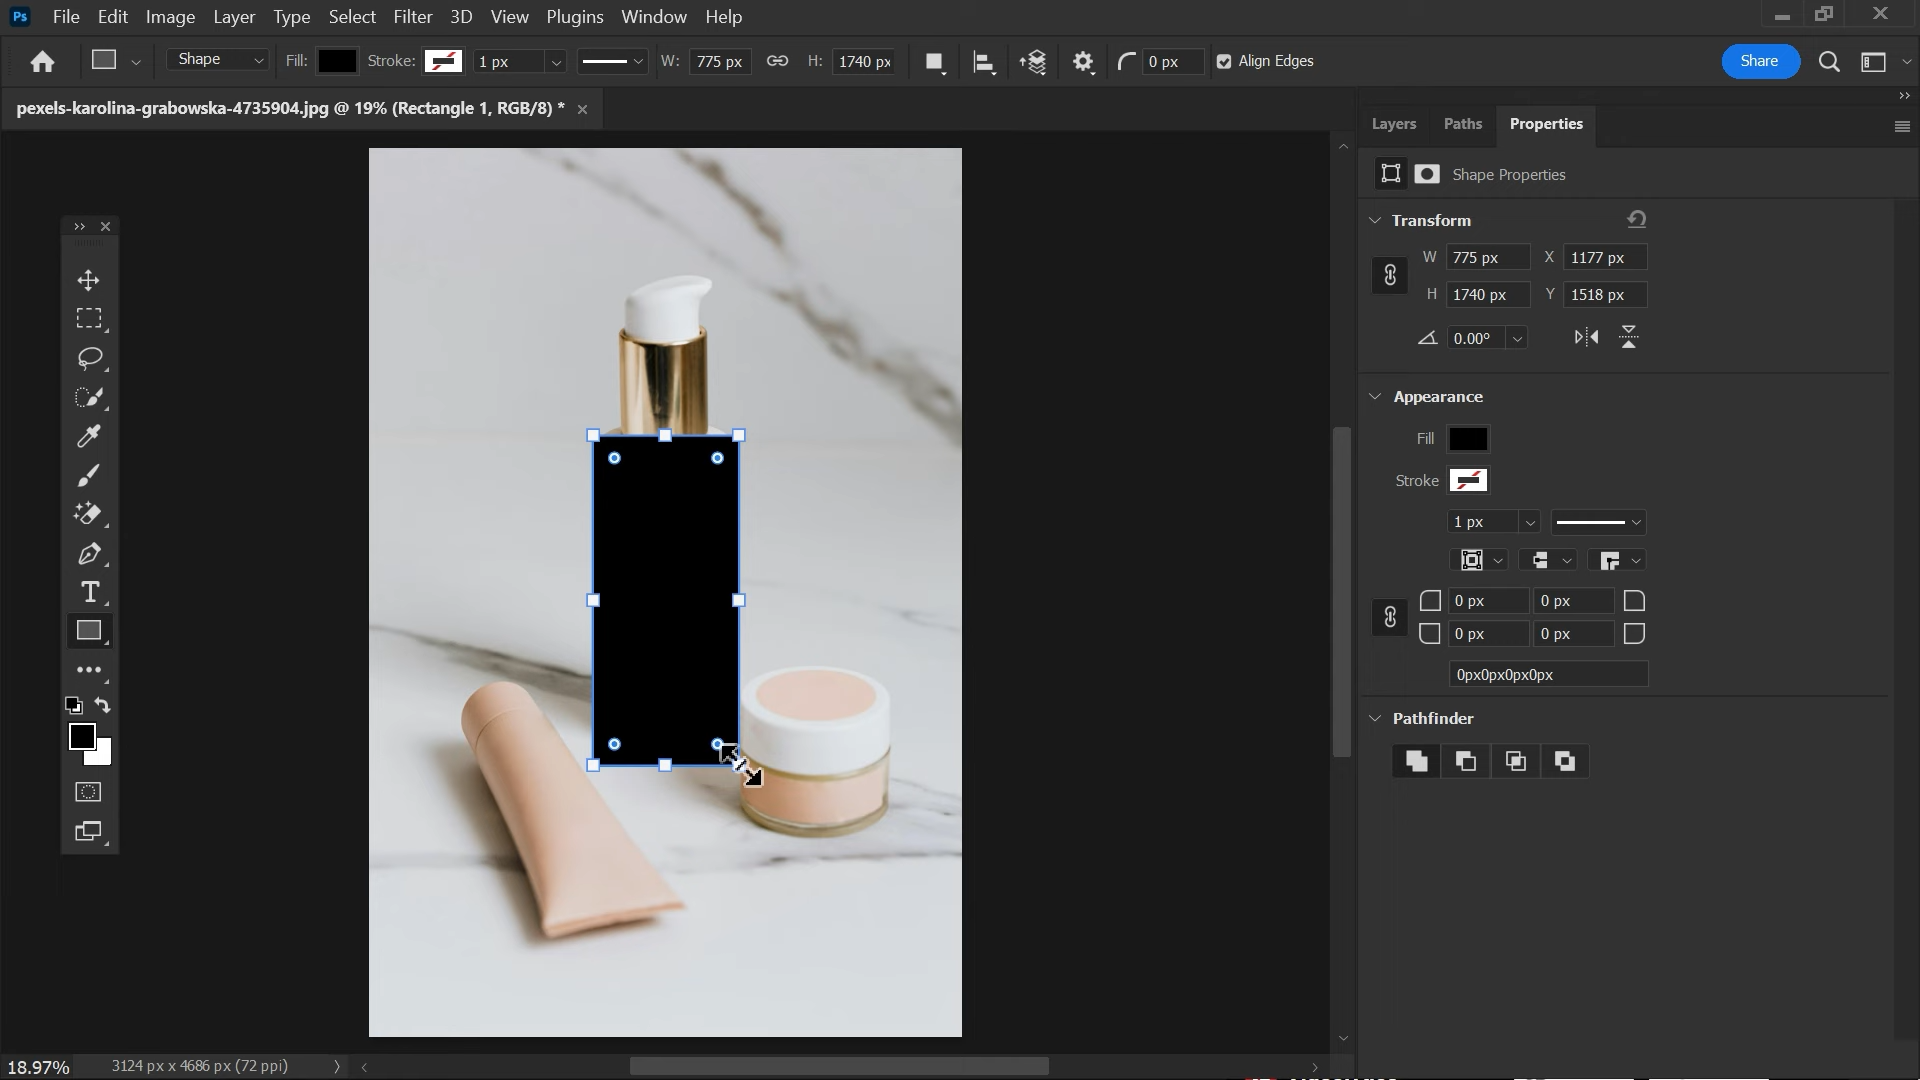 Ps File Edit Image Layer Type Select Filter 3D View Plugins Window Help
Shape Fill: Stroke: 1 px W: 775 px H: 1740 px 0 px Align Edges Share
pexels-karolina-grabowska-4735904.jpg @ 19% (Rectangle 1, RGB/8) *
Layers Paths Properties
Shape Properties
Transform
W 775 px X 1177 px
H 1740 px Y 1518 px
0.00°
Appearance
Fill
Stroke
1 px
0 px 0 px
0 px 0 px
0px0px0px0px
Pathfinder
T
18.97% 3124 px x 4686 px (72 ppi)